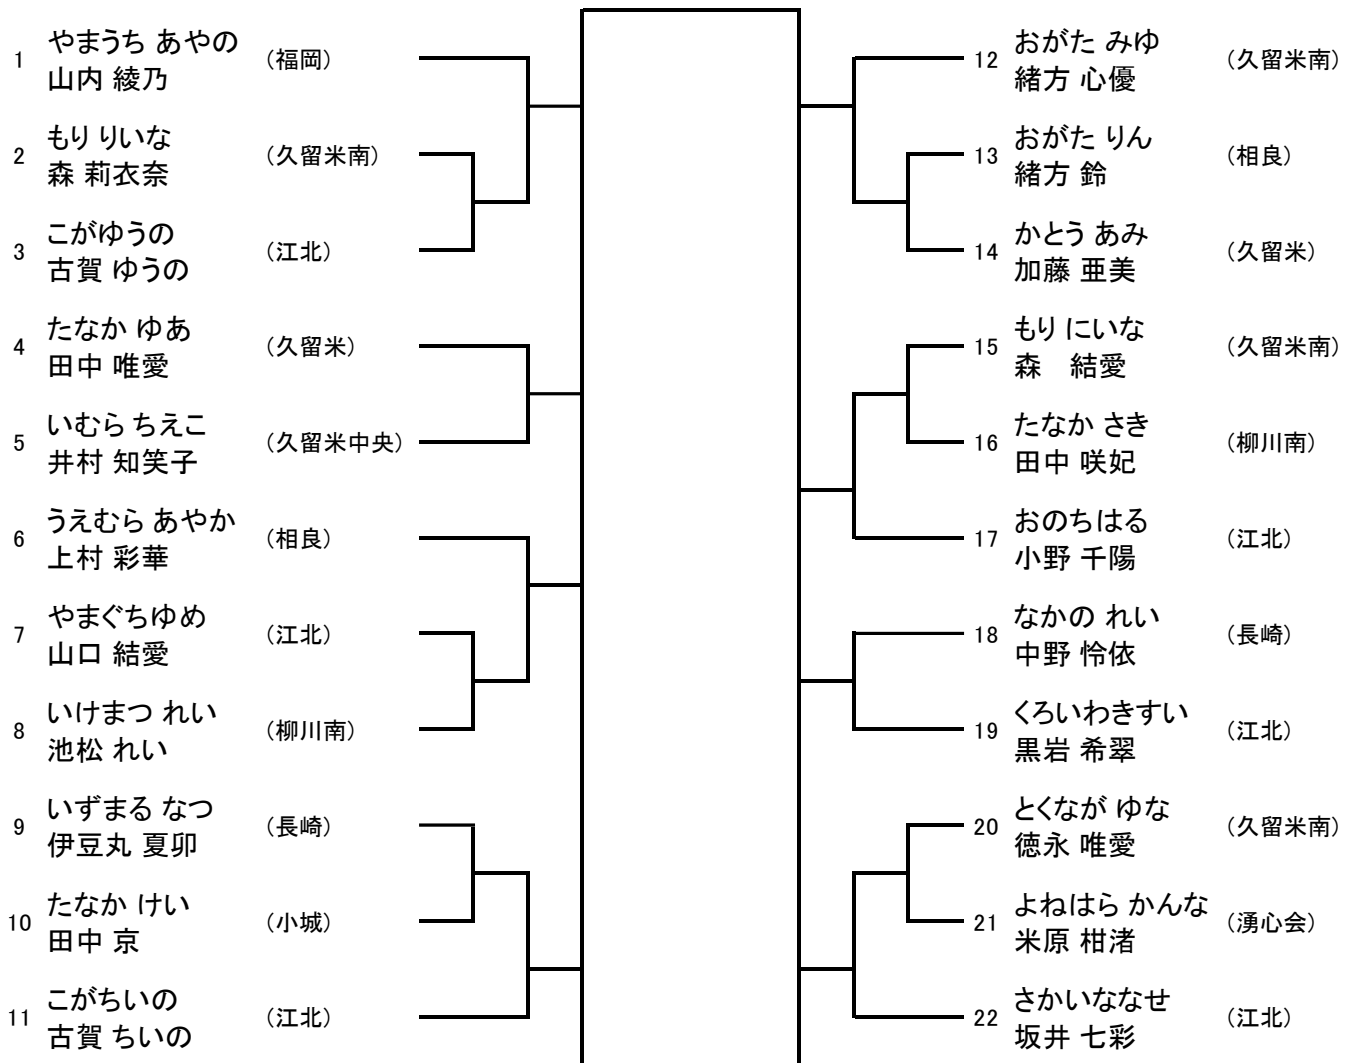 やまうち あやの
1 山内 綾乃 (福岡)
もり りいな
2 森 莉衣奈 (久留米南)
こがゆうの
3 古賀 ゆうの (江北)
たなか ゆあ
4 田中 唯愛 (久留米)
いむら ちえこ
5 井村 知笑子 (久留米中央)
うえむら あやか
6 上村 彩華 (相良)
やまぐちゆめ
7 山口 結愛 (江北)
いけまつ れい
8 池松 れい (柳川南)
いずまる なつ
9 伊豆丸 夏卯 (長崎)
たなか けい
10 田中 京 (小城)
こがちいの
11 古賀 ちいの (江北)
おがた みゆ
12 緒方 心優 (久留米南)
おがた りん
13 緒方 鈴 (相良)
かとう あみ
14 加藤 亜美 (久留米)
もり にいな
15 森　結愛 (久留米南)
たなか さき
16 田中 咲妃 (柳川南)
おのちはる
17 小野 千陽 (江北)
なかの れい
18 中野 怜依 (長崎)
くろいわきすい
19 黒岩 希翠 (江北)
とくなが ゆな
20 徳永 唯愛 (久留米南)
よねはら かんな
21 米原 柑渚 (湧心会)
さかいななせ
22 坂井 七彩 (江北)